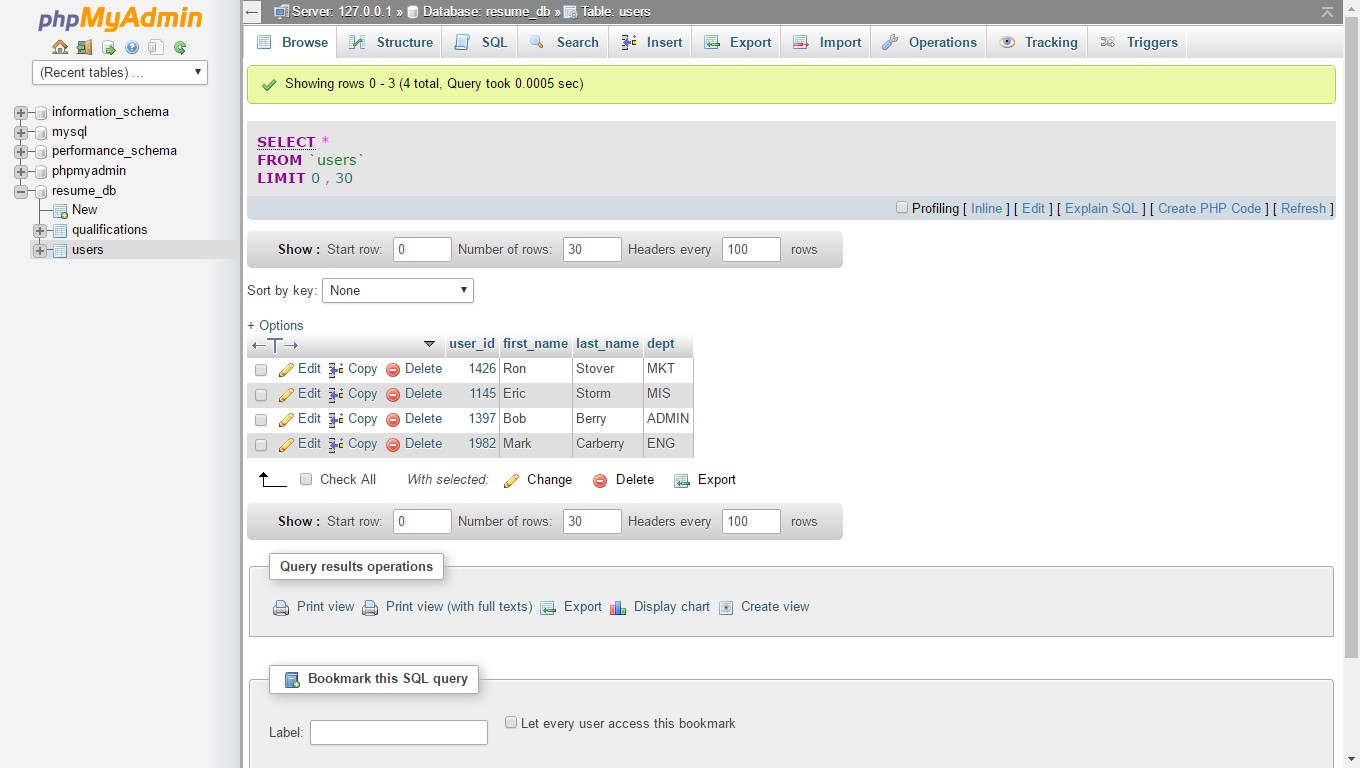 phpMyAdmin
(Recent tables) ...
information_schema
mysql
performance_schema
phpmyadmin
resume_db
New
qualifications
users
Server: 127.0.0.1 » Database: resume_db » Table: users
Browse Structure SQL Search Insert Export Import Operations Tracking Triggers
Showing rows 0 - 3 (4 total, Query took 0.0005 sec)
SELECT *
FROM `users`
LIMIT 0 , 30
Profiling [ Inline ] [ Edit ] [ Explain SQL ] [ Create PHP Code ] [ Refresh ]
Show : Start row: 0 Number of rows: 30 Headers every 100 rows
Sort by key: None
+ Options
←T→ user_id first_name last_name dept
Edit Copy Delete 1426 Ron Stover MKT
Edit Copy Delete 1145 Eric Storm MIS
Edit Copy Delete 1397 Bob Berry ADMIN
Edit Copy Delete 1982 Mark Carberry ENG
Check All With selected: Change Delete Export
Show : Start row: 0 Number of rows: 30 Headers every 100 rows
Query results operations
Print view Print view (with full texts) Export Display chart Create view
Bookmark this SQL query
Label: Let every user access this bookmark